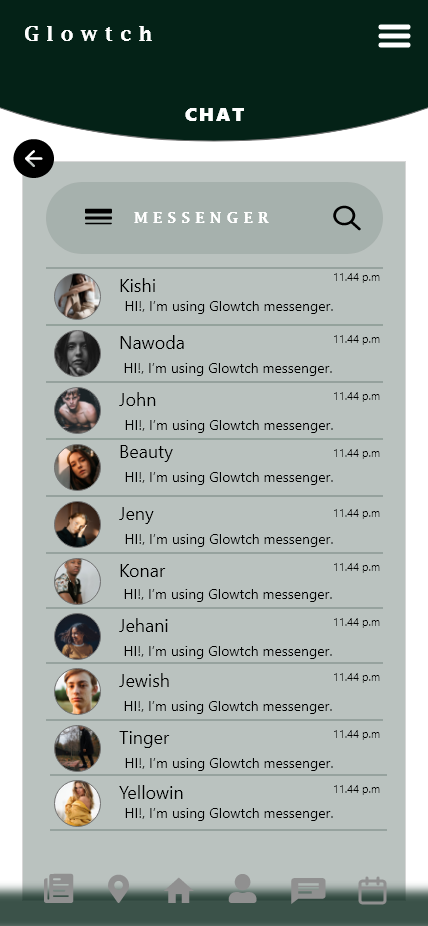 Glowtch
CHAT
MESSENGER
Kishi
11.44 p.m
HI!, I'm using Glowtch messenger.
Nawoda
11.44 p.m
HI!, I'm using Glowtch messenger.
John
11.44 p.m
HI!, I'm using Glowtch messenger.
Beauty
11.44 p.m
HI!, I'm using Glowtch messenger.
Jeny
11.44 p.m
HI!, I'm using Glowtch messenger.
Konar
11.44 p.m
HI!, I'm using Glowtch messenger.
Jehani
11.44 p.m
HI!, I'm using Glowtch messenger.
Jewish
11.44 p.m
HI!, I'm using Glowtch messenger.
Tinger
11.44 p.m
HI!, I'm using Glowtch messenger.
Yellowin
11.44 p.m
HI!, I'm using Glowtch messenger.